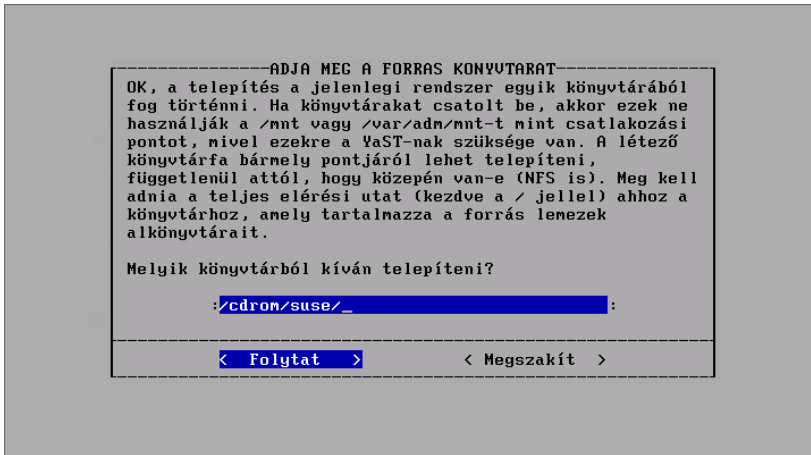 ADJA MEG A FORRAS KONYVTARAT
OK, a telepítés a jelenlegi rendszer egyik könyvtárából
fog történni. Ha könyvtárakat csatolt be, akkor ezek ne
használják a /mnt vagy /var/adm/mnt-t mint csatlakozási
pontot, mivel ezekre a YaST-nak szüksége van. A létező
könyvtárfa bármely pontjáról lehet telepíteni,
függetlenül attól, hogy közepén van-e (NFS is). Meg kell
adnia a teljes elérési utat (kezdve a / jellel) ahhoz a
könyvtárhoz, amely tartalmazza a forrás lemezek
alkönyvtárait.
Melyik könyvtárból kíván telepíteni?
:/cdrom/suse/_ :
< Folytat > < Megszakít >